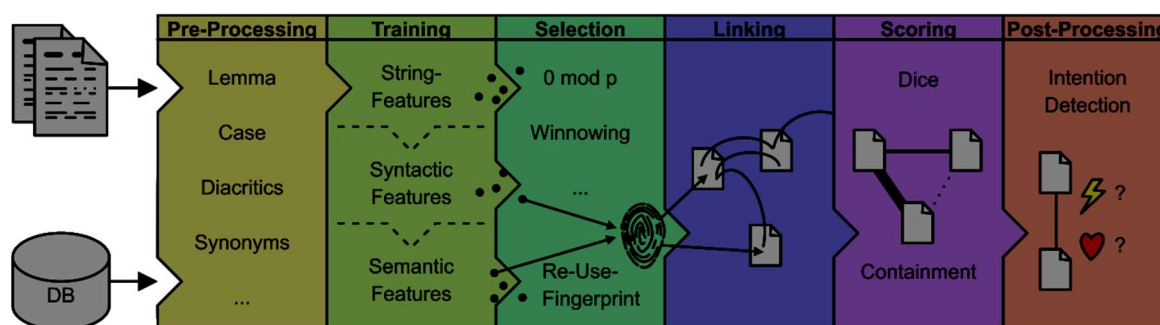 Pre-Processing
Training
Selection
Linking
Scoring
Post-Processing
Lemma
Case
Diacritics
Synonyms
...
String-
Features
Syntactic
Features
Semantic
Features
0 mod p
Winnowing
...
Re-Use-
Fingerprint
Dice
Containment
Intention
Detection
?
?
DB